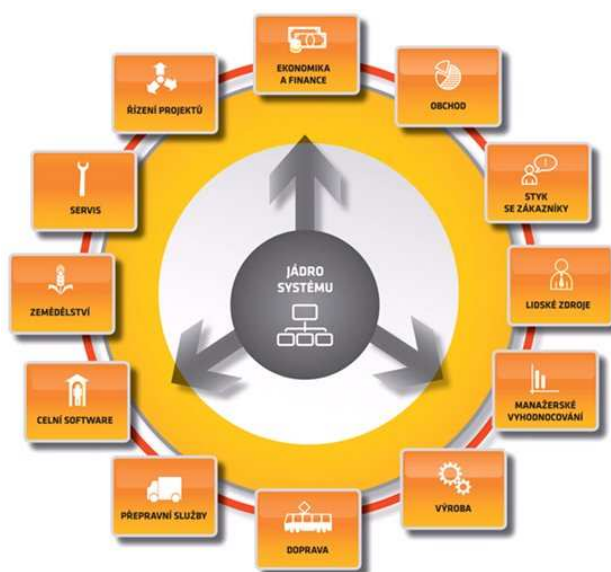 EKONOMIKA
A FINANCE
OBCHOD
STYK
SE ZÁKAZNÍKY
LIDSKÉ ZDROJE
MANAŽERSKÉ
VYHODNOCOVÁNÍ
VÝROBA
DOPRAVA
PŘEPRAVNÍ SLUŽBY
CELNÍ SOFTWARE
ZEMĚDĚLSTVÍ
SERVIS
ŘÍZENÍ PROJEKTŮ
JÁDRO
SYSTÉMU